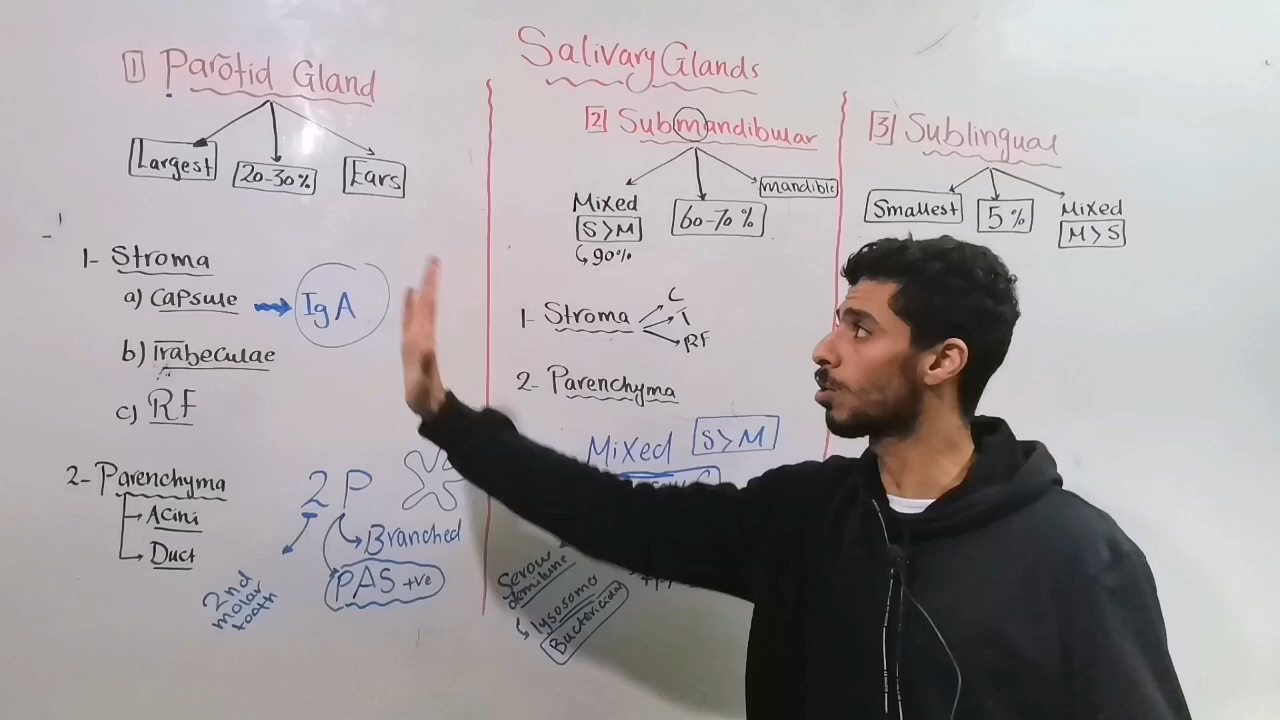 Salivary Glands
1 Parotid Gland
Largest
20-30%
Ears
1- Stroma
a) Capsule → IgA
b) Trabeculae
c) RF
2- Parenchyma
Acini
Duct
2 P
Branched
PAS +ve
2nd
molar
tooth
2 Submandibular
Mixed
S>M
90%
60-70%
mandible
1- Stroma
C
T
RF
2- Parenchyma
Mixed S>M
Serous
demilune
lysosome
Buctericidal
3 Sublingual
Smallest
5%
Mixed
M>S